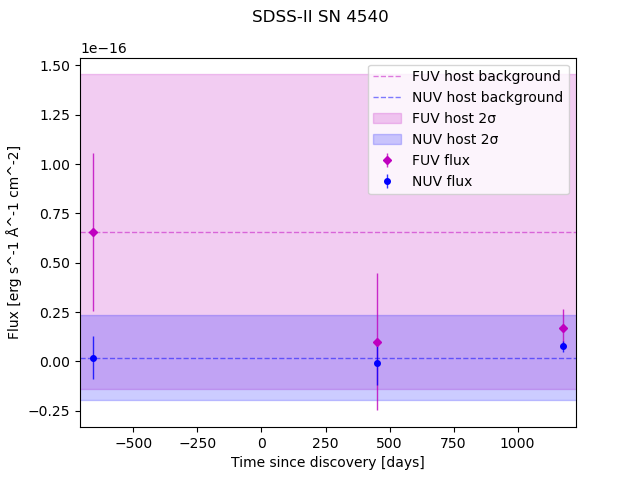 SDSS-II SN 4540
1e−16
FUV host background
NUV host background
FUV host 2σ
NUV host 2σ
FUV flux
NUV flux
1.50
1.25
1.00
0.75
0.50
0.25
0.00
−0.25
Flux [erg s^-1 Å^-1 cm^-2]
−500
−250
0
250
500
750
1000
Time since discovery [days]